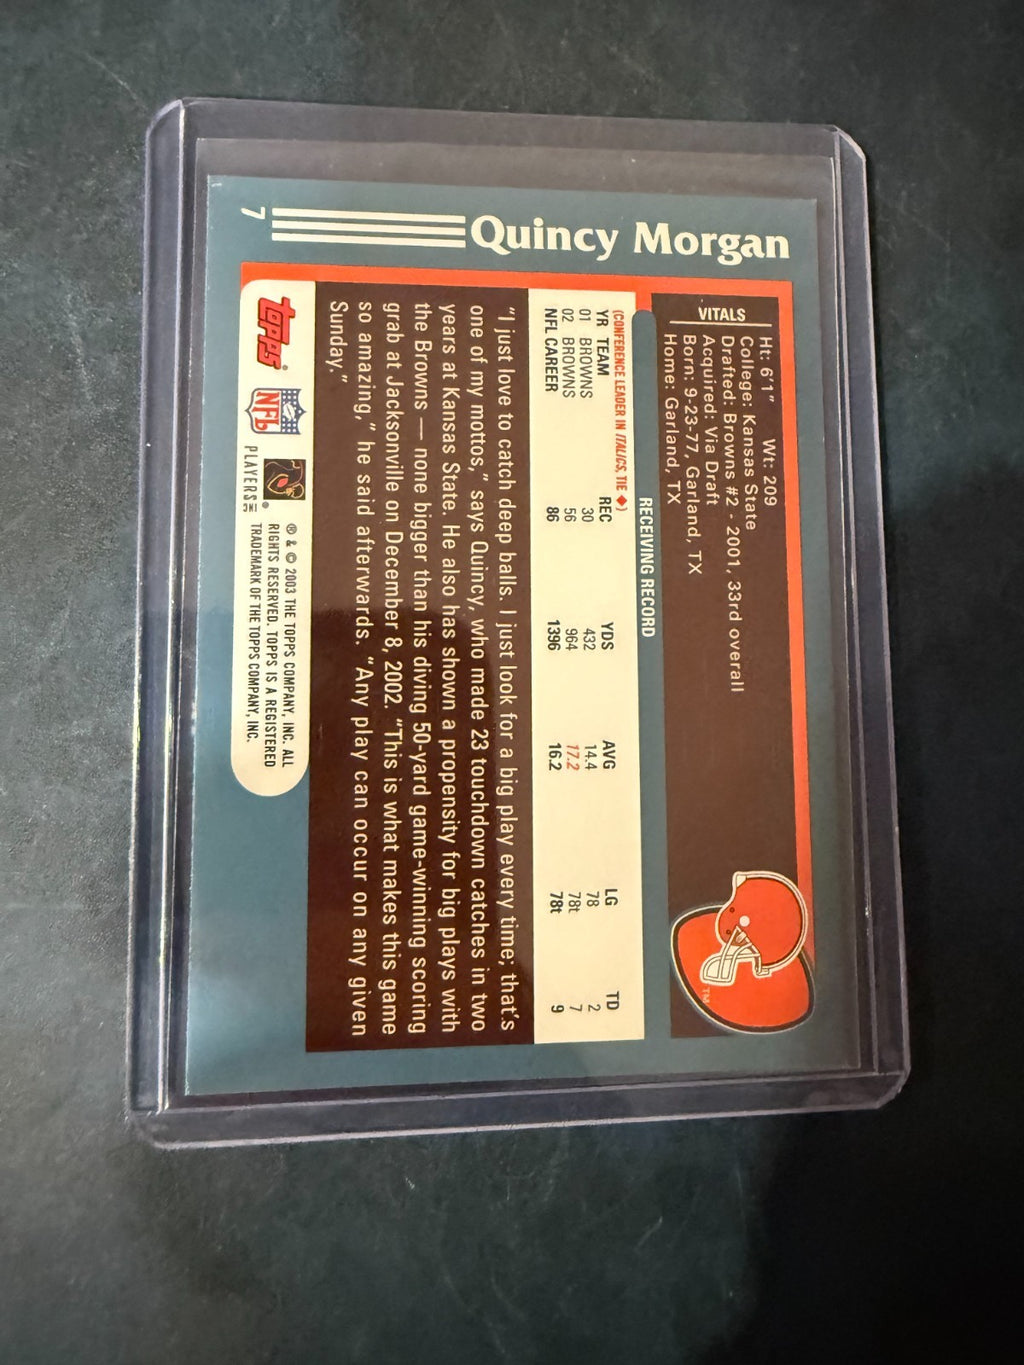 7
Quincy Morgan
VITALS
Ht: 6'1" Wt: 209
College: Kansas State
Drafted: Browns #2 - 2001, 33rd overall
Acquired: Via Draft
Born: 9-23-77, Garland, TX
Home: Garland, TX
TM
RECEIVING RECORD
(CONFERENCE LEADER IN ITALICS, TIE ◆)
YR TEAM REC YDS AVG LG TD
01 BROWNS 30 432 14.4 78 2
02 BROWNS 56 964 17.2 78t 7
NFL CAREER 86 1396 16.2 78t 9
"I just love to catch deep balls. I just look for a big play every time; that's
one of my mottos," says Quincy, who made 23 touchdown catches in two
years at Kansas State. He also has shown a propensity for big plays with
the Browns — none bigger than his diving 50-yard game-winning scoring
grab at Jacksonville on December 8, 2002. "This is what makes this game
so amazing," he said afterwards. "Any play can occur on any given
Sunday."
topps®
NFL
PLAYERS INC
® & © 2003 THE TOPPS COMPANY, INC. ALL
RIGHTS RESERVED. TOPPS IS A REGISTERED
TRADEMARK OF THE TOPPS COMPANY, INC.